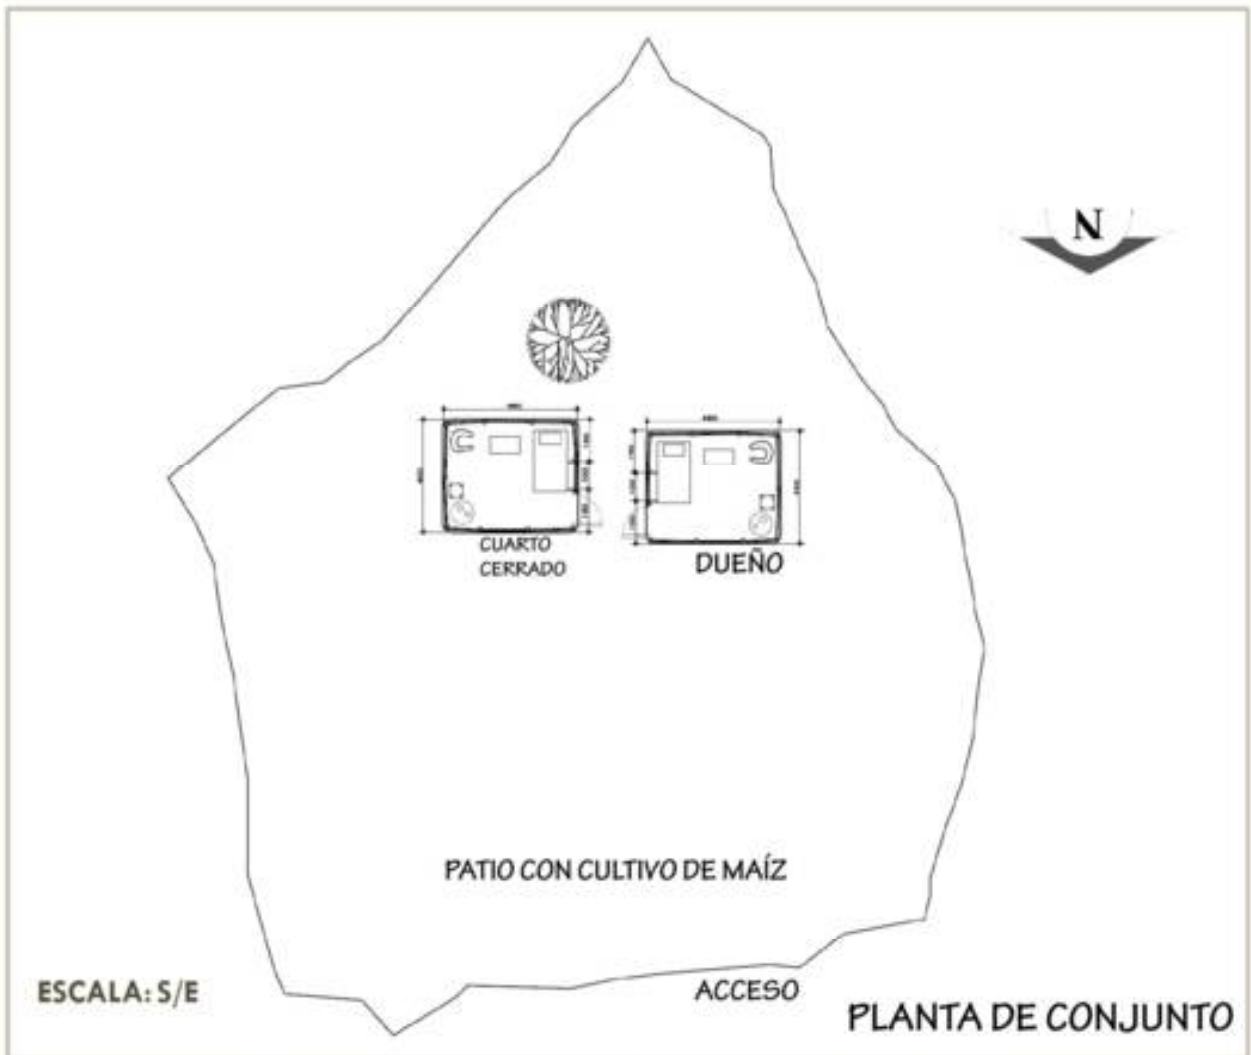 N
CUARTO
CERRADO
DUEÑO
PATIO CON CULTIVO DE MAÍZ
ACCESO
ESCALA: S/E
PLANTA DE CONJUNTO